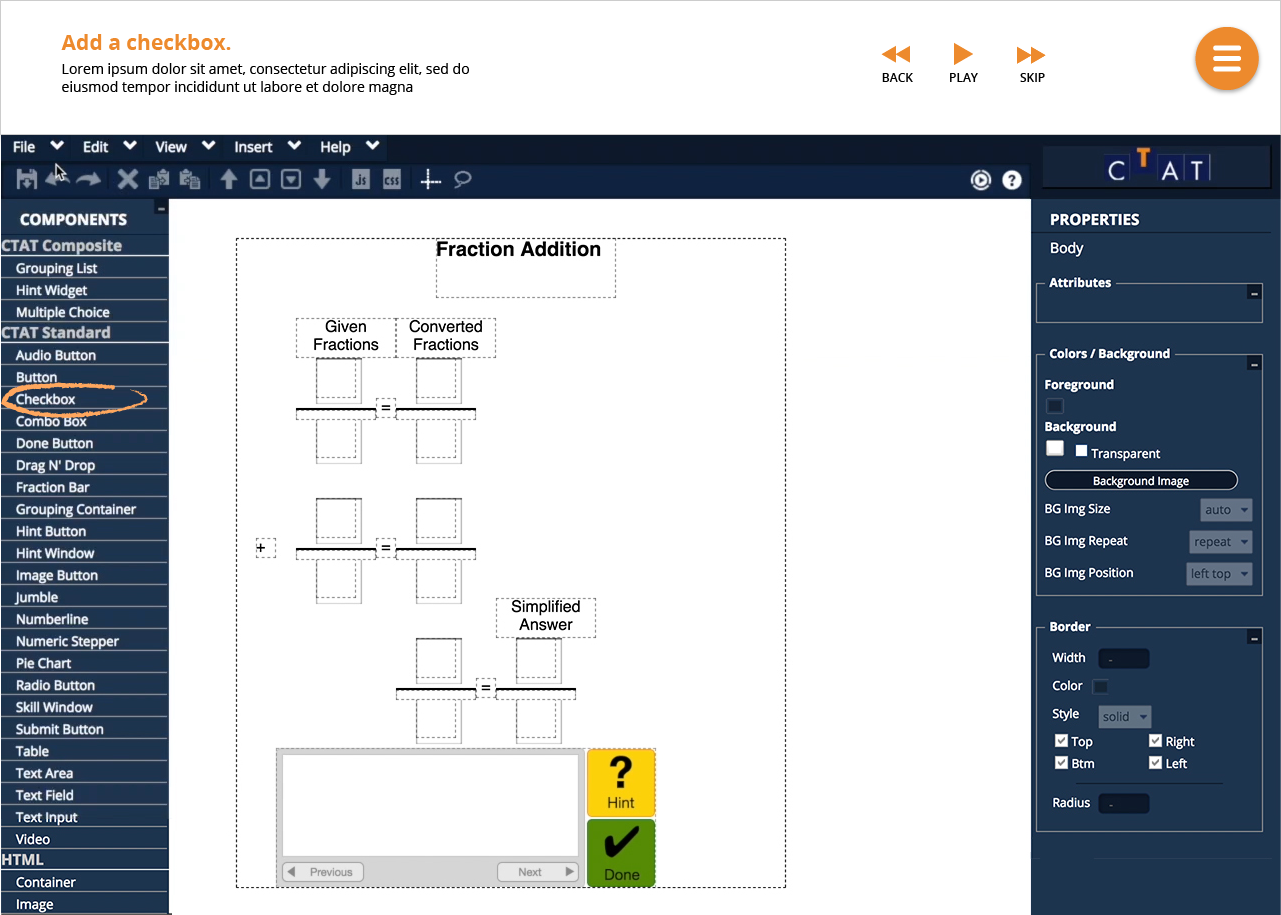 Add a checkbox.
Lorem ipsum dolor sit amet, consectetur adipiscing elit, sed do
eiusmod tempor incididunt ut labore et dolore magna
BACK PLAY SKIP
File Edit View Insert Help
Js CSS
?
CTAT
COMPONENTS
CTAT Composite
Grouping List
Hint Widget
Multiple Choice
CTAT Standard
Audio Button
Button
Checkbox
Combo Box
Done Button
Drag N' Drop
Fraction Bar
Grouping Container
Hint Button
Hint Window
Image Button
Jumble
Numberline
Numeric Stepper
Pie Chart
Radio Button
Skill Window
Submit Button
Table
Text Area
Text Field
Text Input
Video
HTML
Container
Image
Fraction Addition
Given
Fractions
Converted
Fractions
=
+
=
Simplified
Answer
=
Previous Next
?
Hint
Done
PROPERTIES
Body
Attributes
Colors / Background
Foreground
Background
Transparent
Background Image
BG Img Size auto
BG Img Repeat repeat
BG Img Position left top
Border
Width -
Color
Style solid
Top Right
Btm Left
Radius -